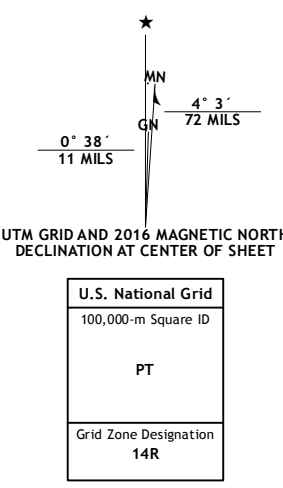 ★
MN
4° 3´
72 MILS
GN
0° 38´
11 MILS
UTM GRID AND 2016 MAGNETIC NORTH
DECLINATION AT CENTER OF SHEET
U.S. National Grid
100,000-m Square ID
PT
Grid Zone Designation
14R